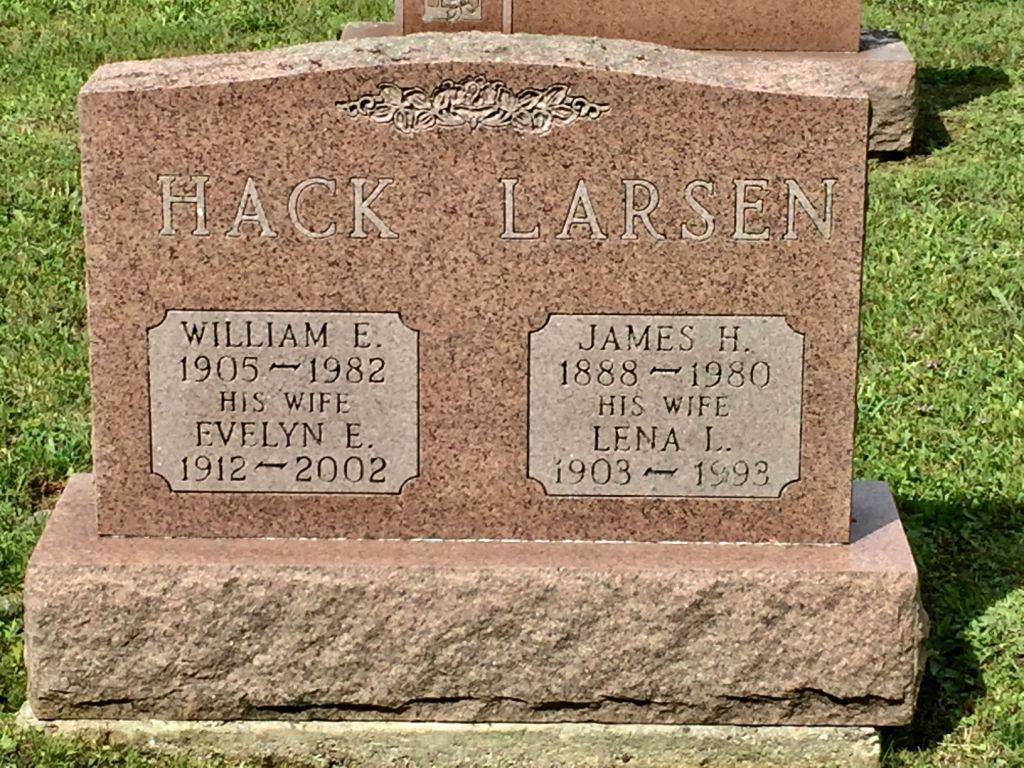 HACK LARSEN
WILLIAM E.
1905 ~ 1982
HIS WIFE
EVELYN E.
1912 ~ 2002
JAMES H.
1888 ~ 1980
HIS WIFE
LENA L.
1903 ~ 1993